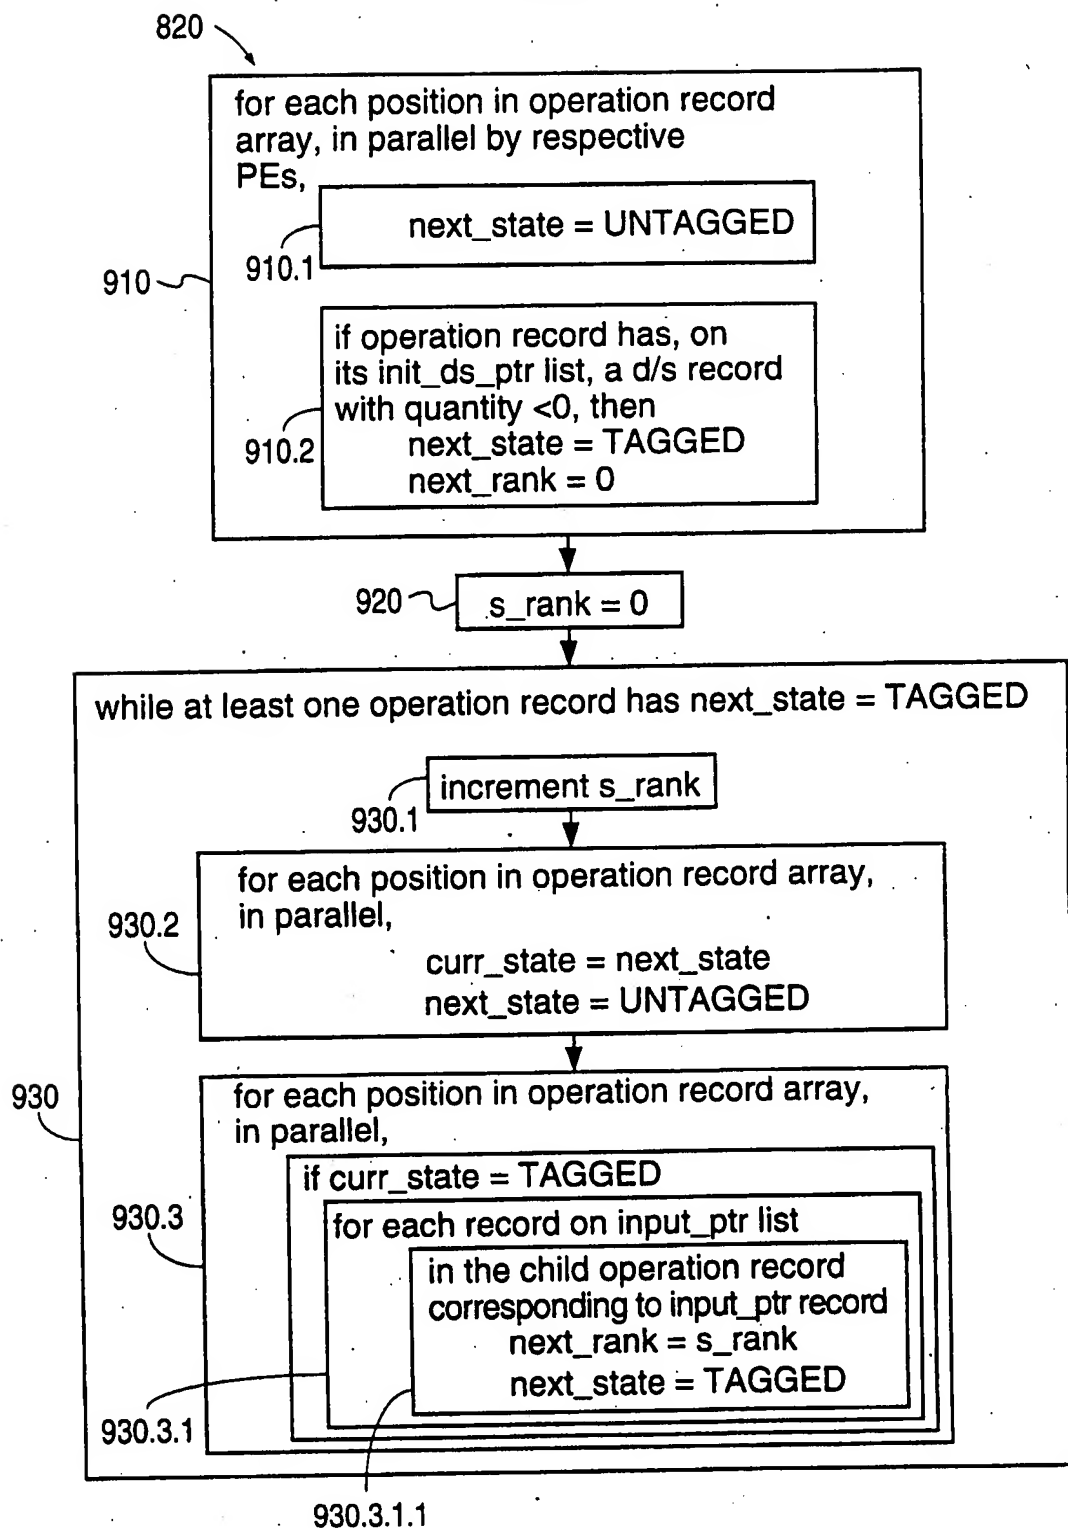 820
for each position in operation record
array, in parallel by respective
PEs,
next_state = UNTAGGED
910.1
910
if operation record has, on
its init_ds_ptr list, a d/s record
with quantity <0, then
next_state = TAGGED
910.2
next_rank = 0
920
s_rank = 0
while at least one operation record has next_state = TAGGED
increment s_rank
930.1
for each position in operation record array,
in parallel,
930.2
curr_state = next_state
next_state = UNTAGGED
930
for each position in operation record array,
in parallel,
if curr_state = TAGGED
930.3
for each record on input_ptr list
in the child operation record
corresponding to input_ptr record
next_rank = s_rank
next_state = TAGGED
930.3.1
930.3.1.1